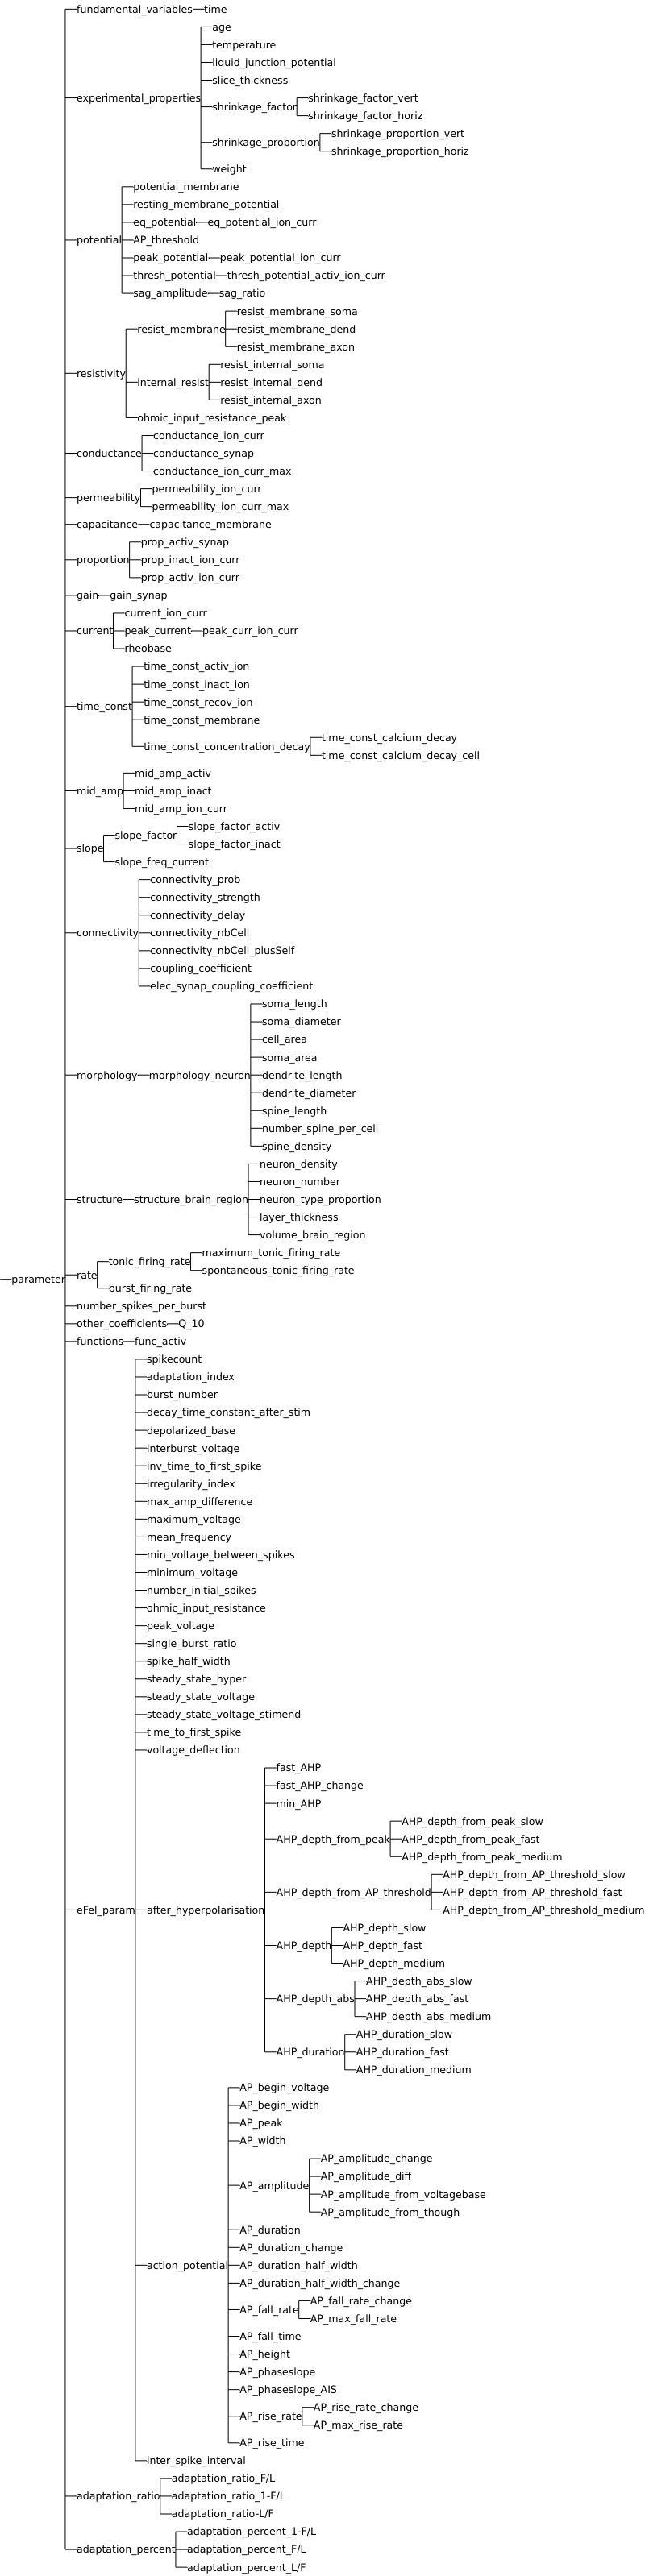 fundamental_variables time
age
temperature
liquid_junction_potential
slice_thickness
experimental_properties
shrinkage_factor_vert
shrinkage_factor
shrinkage_factor_horiz
shrinkage_proportion_vert
shrinkage_proportion
shrinkage_proportion_horiz
weight
potential_membrane
resting_membrane_potential
eq_potential eq_potential_ion_curr
potential AP_threshold
peak_potential peak_potential_ion_curr
thresh_potential thresh_potential_activ_ion_curr
sag_amplitude sag_ratio
resist_membrane_soma
resist_membrane resist_membrane_dend
resist_membrane_axon
resist_internal_soma
resistivity
internal_resist resist_internal_dend
resist_internal_axon
ohmic_input_resistance_peak
conductance_ion_curr
conductance conductance_synap
conductance_ion_curr_max
permeability_ion_curr
permeability
permeability_ion_curr_max
capacitance capacitance_membrane
prop_activ_synap
proportion prop_inact_ion_curr
prop_activ_ion_curr
gain gain_synap
current_ion_curr
current peak_current peak_curr_ion_curr
rheobase
time_const_activ_ion
time_const_inact_ion
time_const_recov_ion
time_const
time_const_membrane
time_const_calcium_decay
time_const_concentration_decay
time_const_calcium_decay_cell
mid_amp_activ
mid_amp mid_amp_inact
mid_amp_ion_curr
slope_factor_activ
slope_factor
slope_factor_inact
slope
slope_freq_current
connectivity_prob
connectivity_strength
connectivity_delay
connectivity connectivity_nbCell
connectivity_nbCell_plusSelf
coupling_coefficient
elec_synap_coupling_coefficient
soma_length
soma_diameter
cell_area
soma_area
morphology morphology_neuron dendrite_length
dendrite_diameter
spine_length
number_spine_per_cell
spine_density
neuron_density
neuron_number
structure structure_brain_region neuron_type_proportion
layer_thickness
volume_brain_region
maximum_tonic_firing_rate
tonic_firing_rate
spontaneous_tonic_firing_rate
parameter rate
burst_firing_rate
number_spikes_per_burst
other_coefficients Q_10
functions func_activ
spikecount
adaptation_index
burst_number
decay_time_constant_after_stim
depolarized_base
interburst_voltage
inv_time_to_first_spike
irregularity_index
max_amp_difference
maximum_voltage
mean_frequency
min_voltage_between_spikes
minimum_voltage
number_initial_spikes
ohmic_input_resistance
peak_voltage
single_burst_ratio
spike_half_width
steady_state_hyper
steady_state_voltage
steady_state_voltage_stimend
time_to_first_spike
voltage_deflection
fast_AHP
fast_AHP_change
min_AHP
AHP_depth_from_peak_slow
AHP_depth_from_peak AHP_depth_from_peak_fast
AHP_depth_from_peak_medium
AHP_depth_from_AP_threshold_slow
AHP_depth_from_AP_threshold AHP_depth_from_AP_threshold_fast
eFel_param after_hyperpolarisation AHP_depth_from_AP_threshold_medium
AHP_depth_slow
AHP_depth AHP_depth_fast
AHP_depth_medium
AHP_depth_abs_slow
AHP_depth_abs AHP_depth_abs_fast
AHP_depth_abs_medium
AHP_duration_slow
AHP_duration AHP_duration_fast
AHP_duration_medium
AP_begin_voltage
AP_begin_width
AP_peak
AP_width
AP_amplitude_change
AP_amplitude_diff
AP_amplitude
AP_amplitude_from_voltagebase
AP_amplitude_from_though
AP_duration
AP_duration_change
action_potential AP_duration_half_width
AP_duration_half_width_change
AP_fall_rate_change
AP_fall_rate
AP_max_fall_rate
AP_fall_time
AP_height
AP_phaseslope
AP_phaseslope_AIS
AP_rise_rate_change
AP_rise_rate
AP_max_rise_rate
AP_rise_time
inter_spike_interval
adaptation_ratio_F/L
adaptation_ratio adaptation_ratio_1-F/L
adaptation_ratio-L/F
adaptation_percent_1-F/L
adaptation_percent adaptation_percent_F/L
adaptation_percent_L/F